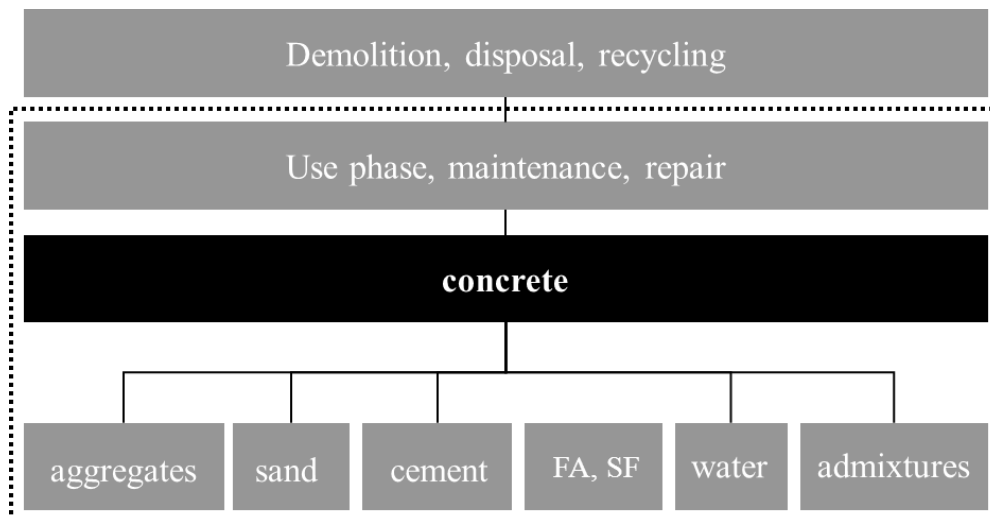 Demolition, disposal, recycling
Use phase, maintenance, repair
concrete
aggregates
sand
cement
FA, SF
water
admixtures